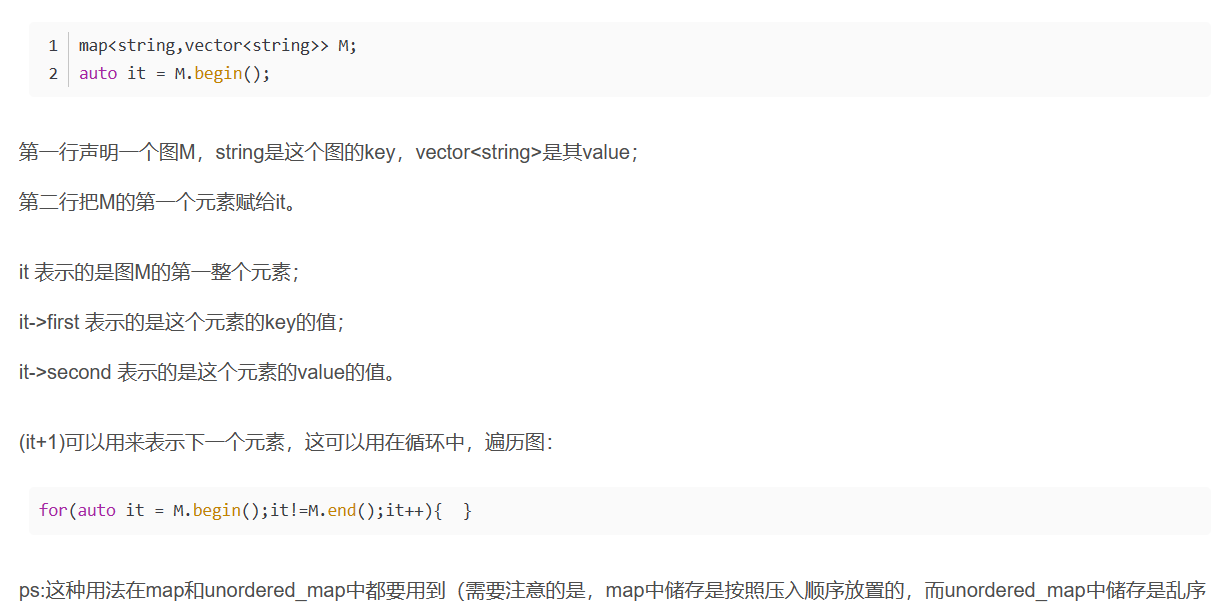 1 map<string,vector<string>> M;
2 auto it = M.begin();
第一行声明一个图M，string是这个图的key，vector<string>是其value；
第二行把M的第一个元素赋给it。
it 表示的是图M的第一整个元素；
it->first 表示的是这个元素的key的值；
it->second 表示的是这个元素的value的值。
(it+1)可以用来表示下一个元素，这可以用在循环中，遍历图：
for(auto it = M.begin();it!=M.end();it++){  }
ps:这种用法在map和unordered_map中都要用到（需要注意的是，map中储存是按照压入顺序放置的，而unordered_map中储存是乱序